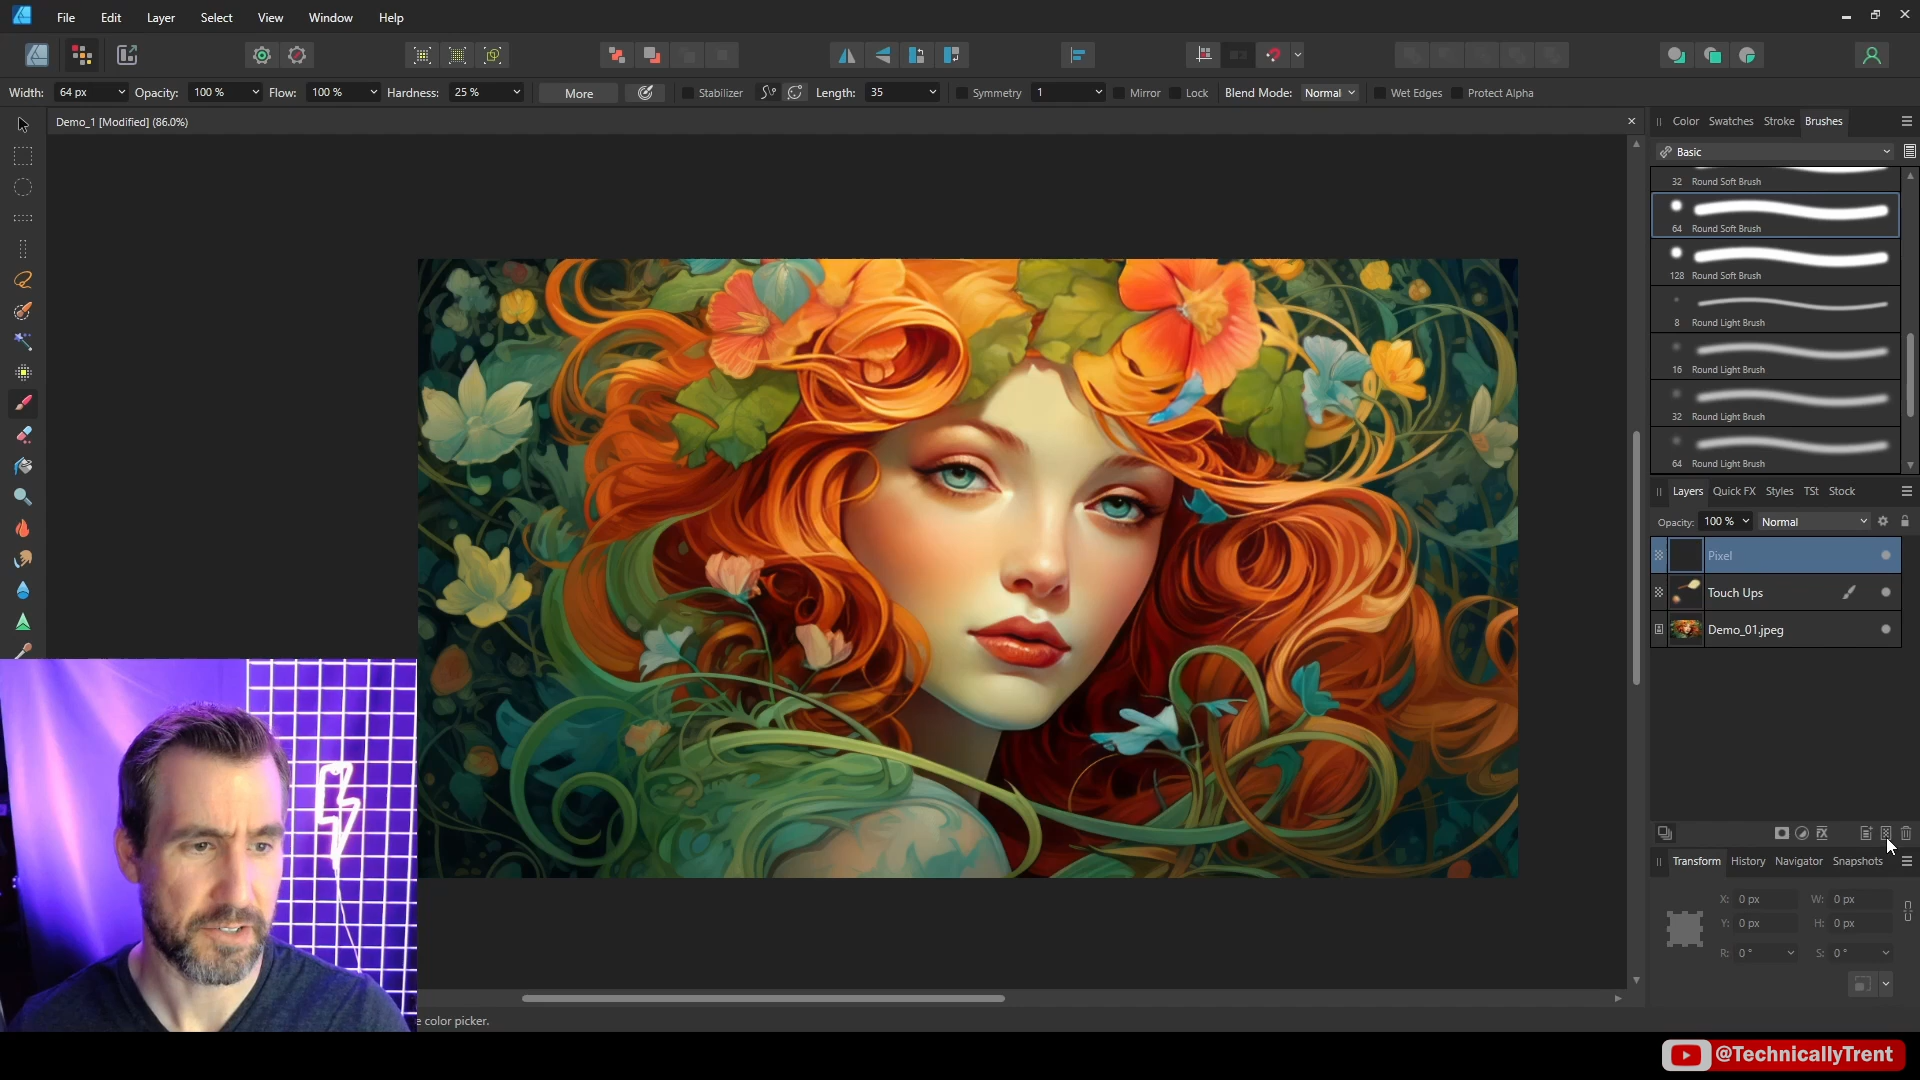 File Edit Layer Select View Window Help
Width: 64 px Opacity: 100 % Flow: 100 % Hardness: 25 % More Stabilizer Length: 35 Symmetry 1 Mirror Lock Blend Mode: Normal Wet Edges Protect Alpha
Demo_1 [Modified] (86.0%)
Color Swatches Stroke Brushes
Basic
32 Round Soft Brush
64 Round Soft Brush
128 Round Soft Brush
8 Round Light Brush
16 Round Light Brush
32 Round Light Brush
64 Round Light Brush
Layers Quick FX Styles TSt Stock
Opacity: 100 % Normal
Pixel
Touch Ups
Demo_01.jpeg
FX
Transform History Navigator Snapshots
X: 0 px W: 0 px
Y: 0 px H: 0 px
R: 0 ° S: 0 °
e color picker.
@TechnicallyTrent